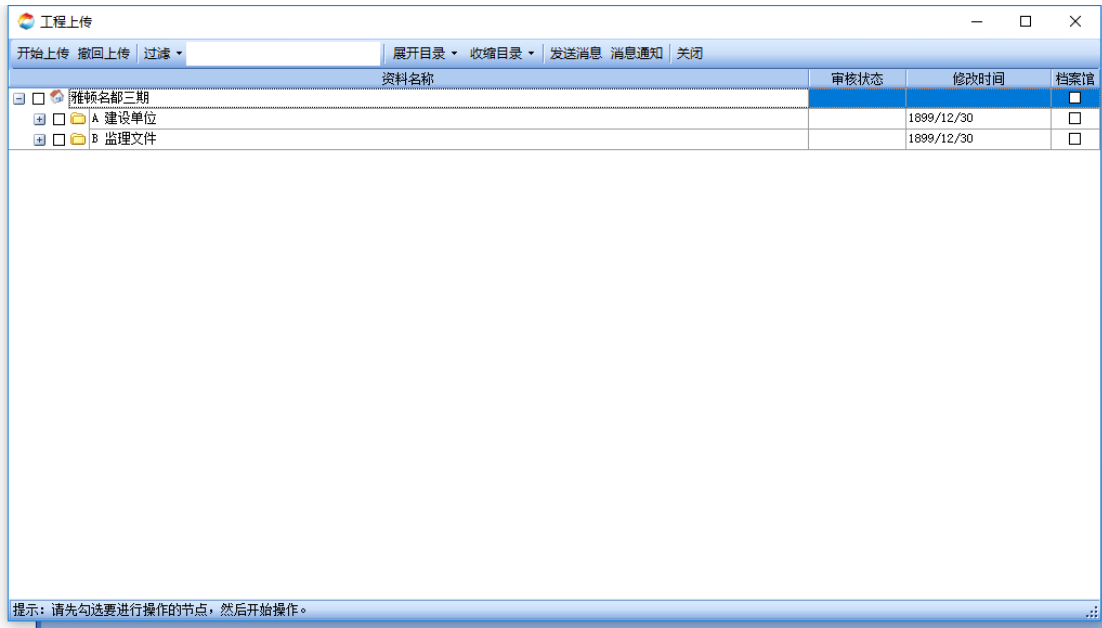 工程上传
开始上传 撤回上传 过滤 展开目录 收缩目录 发送消息 消息通知 关闭
资料名称 审核状态 修改时间 档案馆
雅顿名都三期
A 建设单位 1899/12/30
B 监理文件 1899/12/30
提示：请先勾选要进行操作的节点，然后开始操作。